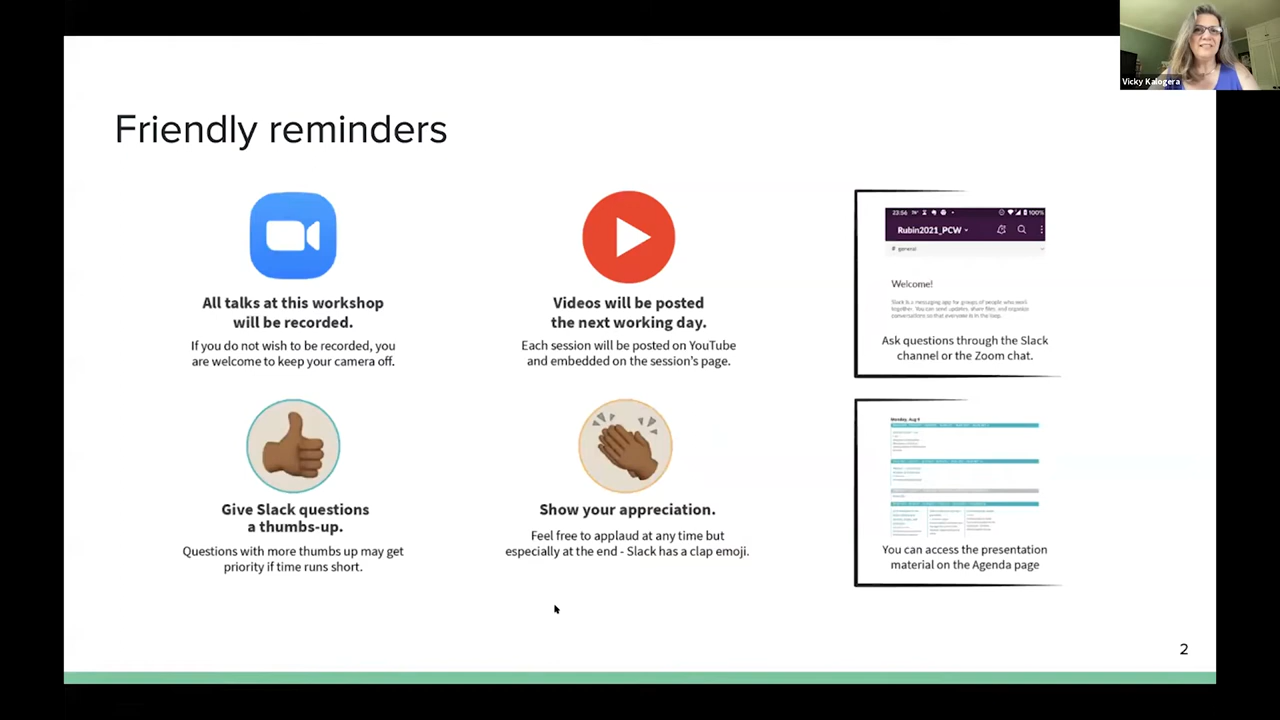 Vicky Kalogera
Friendly reminders
All talks at this workshop
will be recorded.
If you do not wish to be recorded, you
are welcome to keep your camera off.
Videos will be posted
the next working day.
Each session will be posted on YouTube
and embedded on the session's page.
23:56
100%
Rubin2021_PCW
# general
Welcome!
Slack is a messaging app for groups of people who work
together. You can send updates, share files, and organize
conversations so that everyone is in the loop.
Ask questions through the Slack
channel or the Zoom chat.
Give Slack questions
a thumbs-up.
Questions with more thumbs up may get
priority if time runs short.
Show your appreciation.
Feel free to applaud at any time but
especially at the end - Slack has a clap emoji.
Monday, Aug 9
You can access the presentation
material on the Agenda page
2